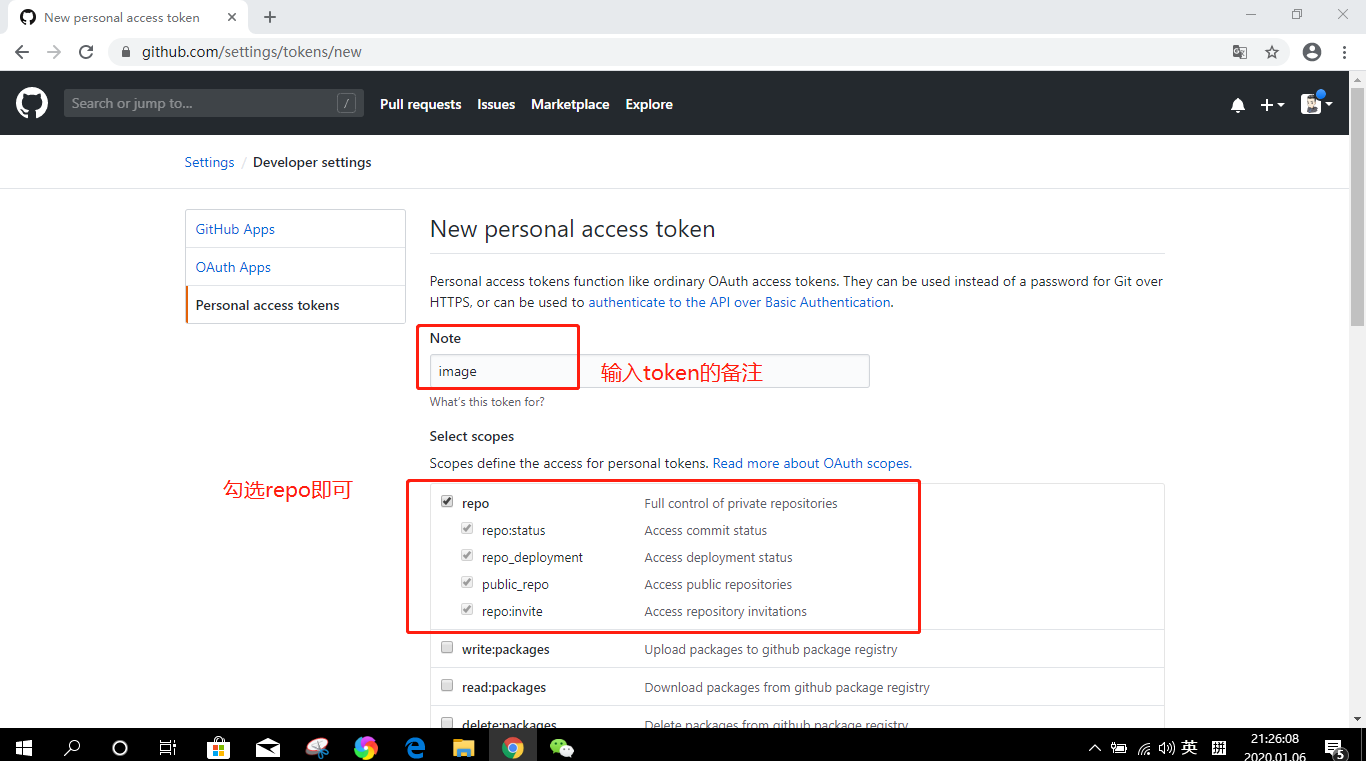 New personal access token
github.com/settings/tokens/new
Search or jump to...
/
Pull requests
Issues
Marketplace
Explore
Settings / Developer settings
GitHub Apps
OAuth Apps
Personal access tokens
New personal access token
Personal access tokens function like ordinary OAuth access tokens. They can be used instead of a password for Git over
HTTPS, or can be used to authenticate to the API over Basic Authentication.
Note
image
输入token的备注
What's this token for?
Select scopes
Scopes define the access for personal tokens. Read more about OAuth scopes.
勾选repo即可
repo Full control of private repositories
repo:status Access commit status
repo_deployment Access deployment status
public_repo Access public repositories
repo:invite Access repository invitations
write:packages Upload packages to github package registry
read:packages Download packages from github package registry
delete:packages Delete packages from github package registry
英
拼
21:26:08
2020.01.06
5